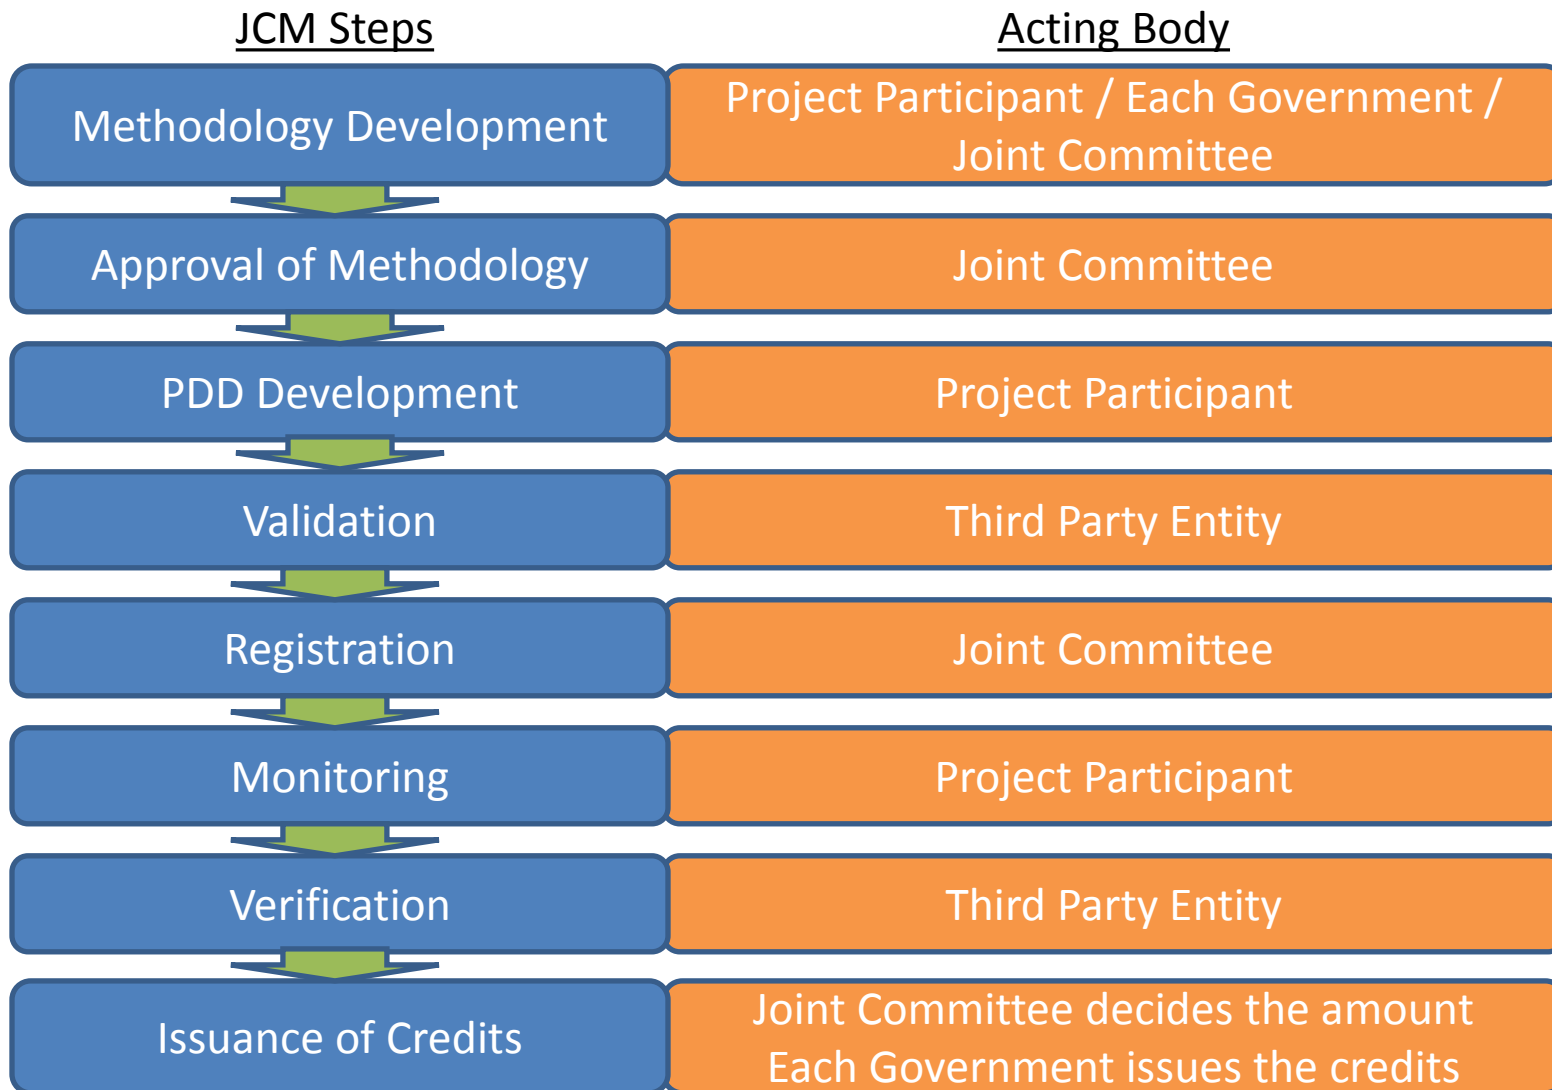 JCM Steps
Acting Body
Methodology Development
Project Participant / Each Government /
Joint Committee
Approval of Methodology
Joint Committee
PDD Development
Project Participant
Validation
Third Party Entity
Registration
Joint Committee
Monitoring
Project Participant
Verification
Third Party Entity
Issuance of Credits
Joint Committee decides the amount
Each Government issues the credits